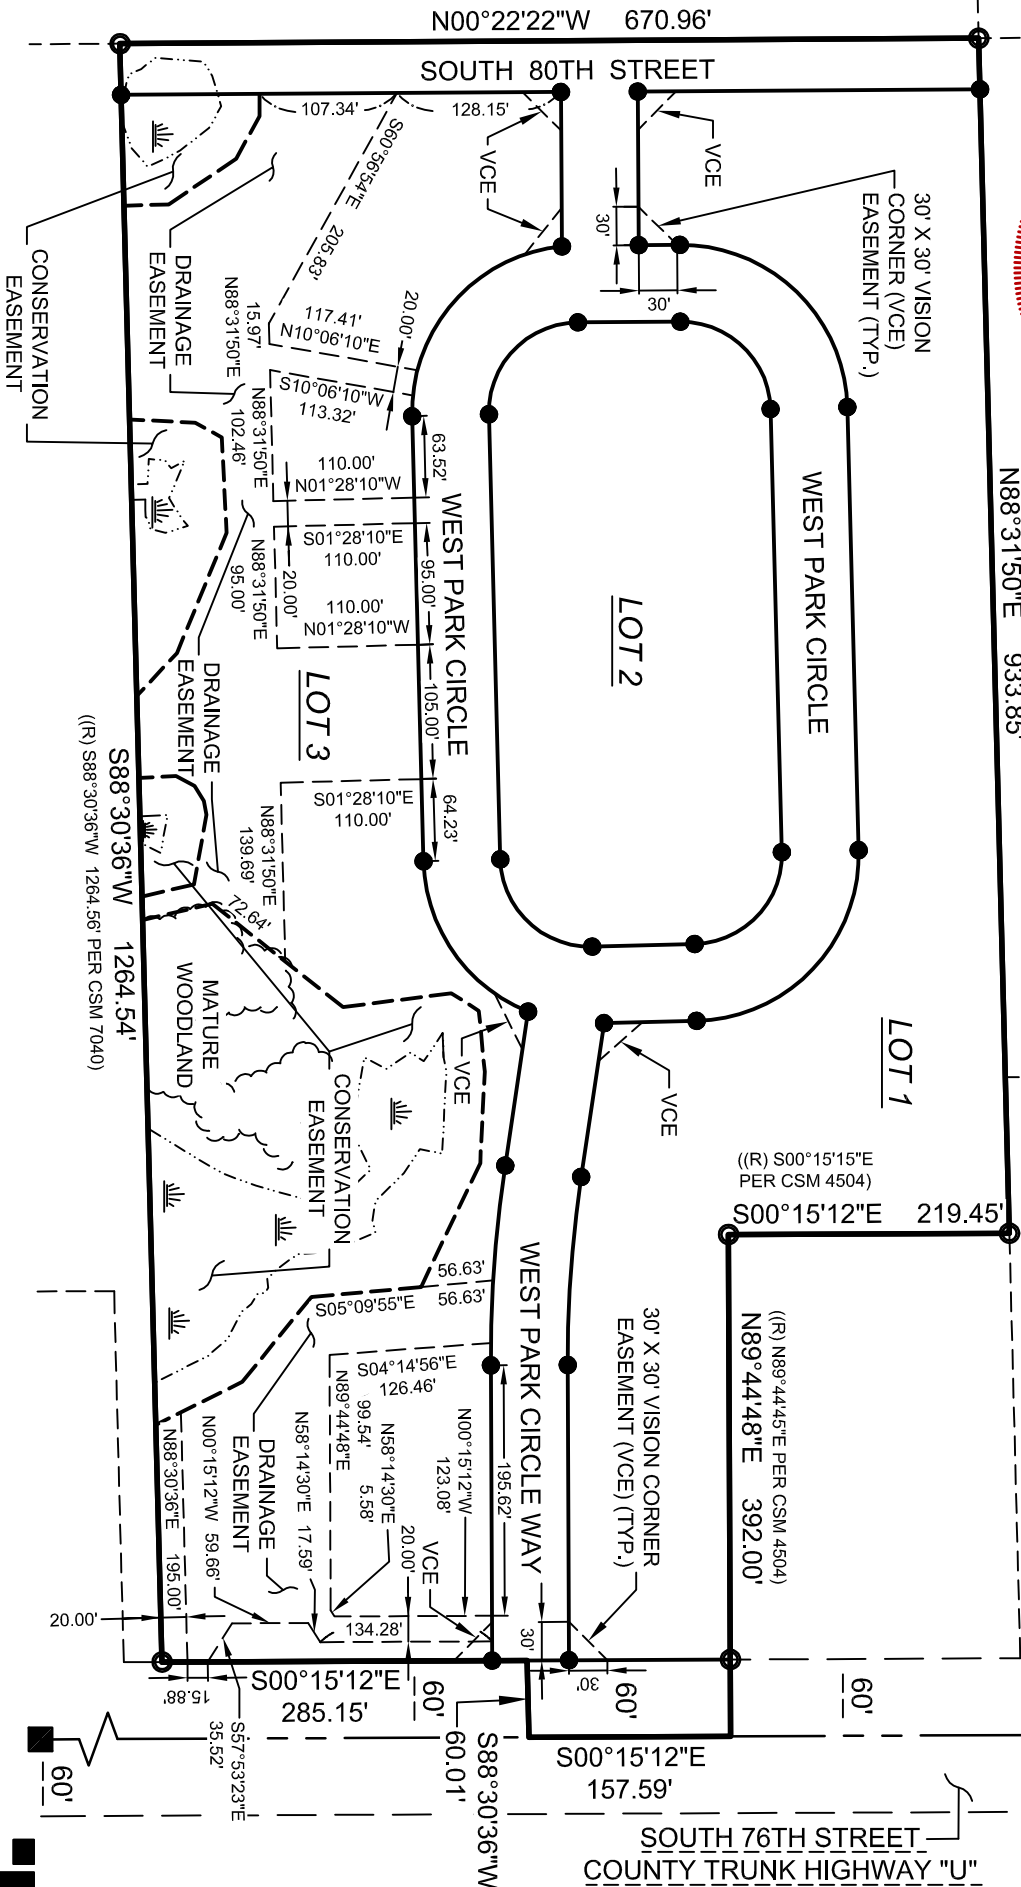 N00°22'22"W 670.96'
SOUTH 80TH STREET
107.34'
128.15'
VCE
VCE
S60°56'54"E 205.83'
30'
30'
30' X 30' VISION
CORNER (VCE)
EASEMENT (TYP.)
CONSERVATION
EASEMENT
DRAINAGE
EASEMENT
N88°31'50"E
15.97'
117.41'
N10°06'10"E
20.00'
S10°06'10"W
113.32'
N88°31'50"E
102.46'
63.52'
110.00'
N01°28'10"W
S01°28'10"E
110.00'
20.00'
N88°31'50"E
95.00'
95.00'
110.00'
N01°28'10"W
WEST PARK CIRCLE
WEST PARK CIRCLE
LOT 2
LOT 3
105.00'
DRAINAGE
EASEMENT
S01°28'10"E
110.00'
64.23'
N88°31'50"E
139.69'
72.64'
N88°31'50"E 933.85'
S88°30'36"W 1264.54'
((R) S88°30'36"W 1264.56' PER CSM 7040)
MATURE
WOODLAND
CONSERVATION
EASEMENT
VCE
VCE
LOT 1
((R) S00°15'15"E
PER CSM 4504)
S00°15'12"E 219.45'
56.63'
S05°09'55"E 56.63'
S04°14'56"E
126.46'
WEST PARK CIRCLE WAY
30' X 30' VISION CORNER
EASEMENT (VCE) (TYP.)
((R) N89°44'45"E PER CSM 4504)
N89°44'48"E 392.00'
N88°30'36"E 195.00'
N00°15'12"W 59.66'
DRAINAGE
EASEMENT
N58°14'30"E 17.59'
N89°44'48"E
99.54'
N58°14'30"E
5.58'
20.00'
VCE
N00°15'12"W
123.08'
195.62'
134.28'
30'
30'
20.00'
15.88'
S57°53'23"E
35.52'
S00°15'12"E
285.15'
60'
60'
60'
60'
S88°30'36"W
60.01'
S00°15'12"E
157.59'
SOUTH 76TH STREET
COUNTY TRUNK HIGHWAY "U"